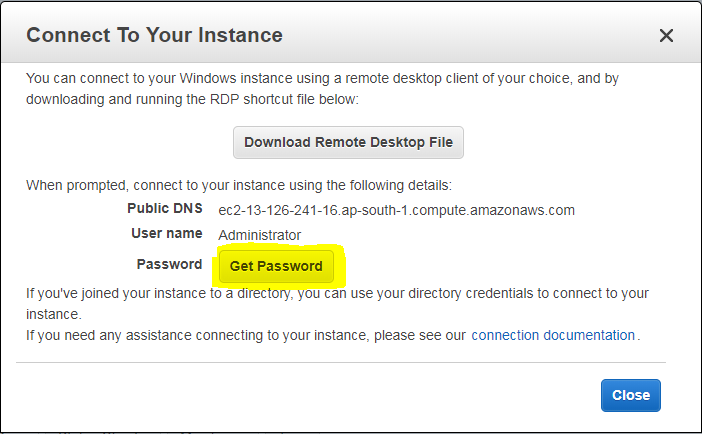 Connect To Your Instance
You can connect to your Windows instance using a remote desktop client of your choice, and by
downloading and running the RDP shortcut file below:
Download Remote Desktop File
When prompted, connect to your instance using the following details:
Public DNS ec2-13-126-241-16.ap-south-1.compute.amazonaws.com
User name Administrator
Password Get Password
If you've joined your instance to a directory, you can use your directory credentials to connect to your
instance.
If you need any assistance connecting to your instance, please see our connection documentation.
Close